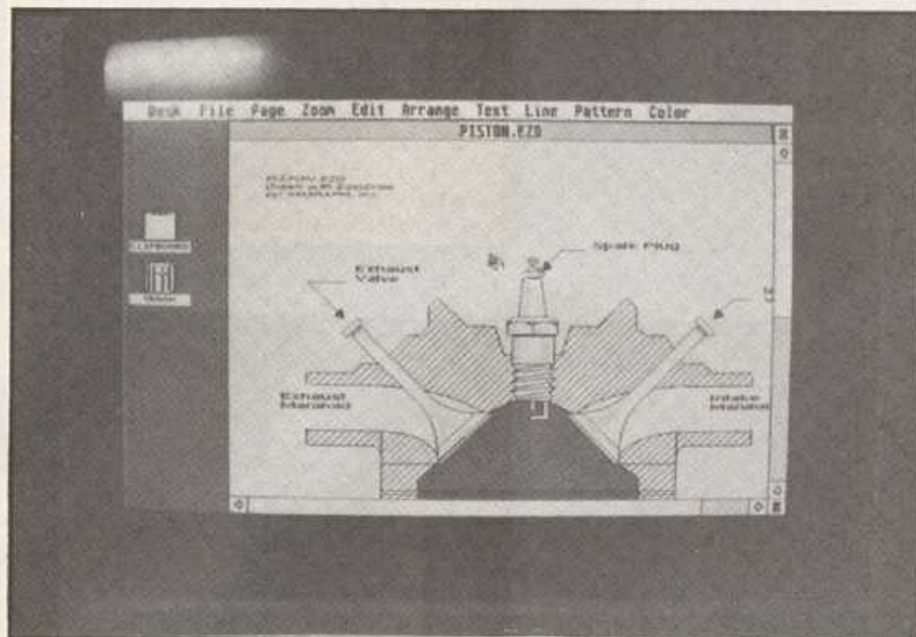 Desk File Page Zoom Edit Arrange Text Line Pattern Color
PISTON.EZD
Spark Plug
Exhaust
Valve
CLIPBOARD
Exhaust
Manifold
Intake
Manifold